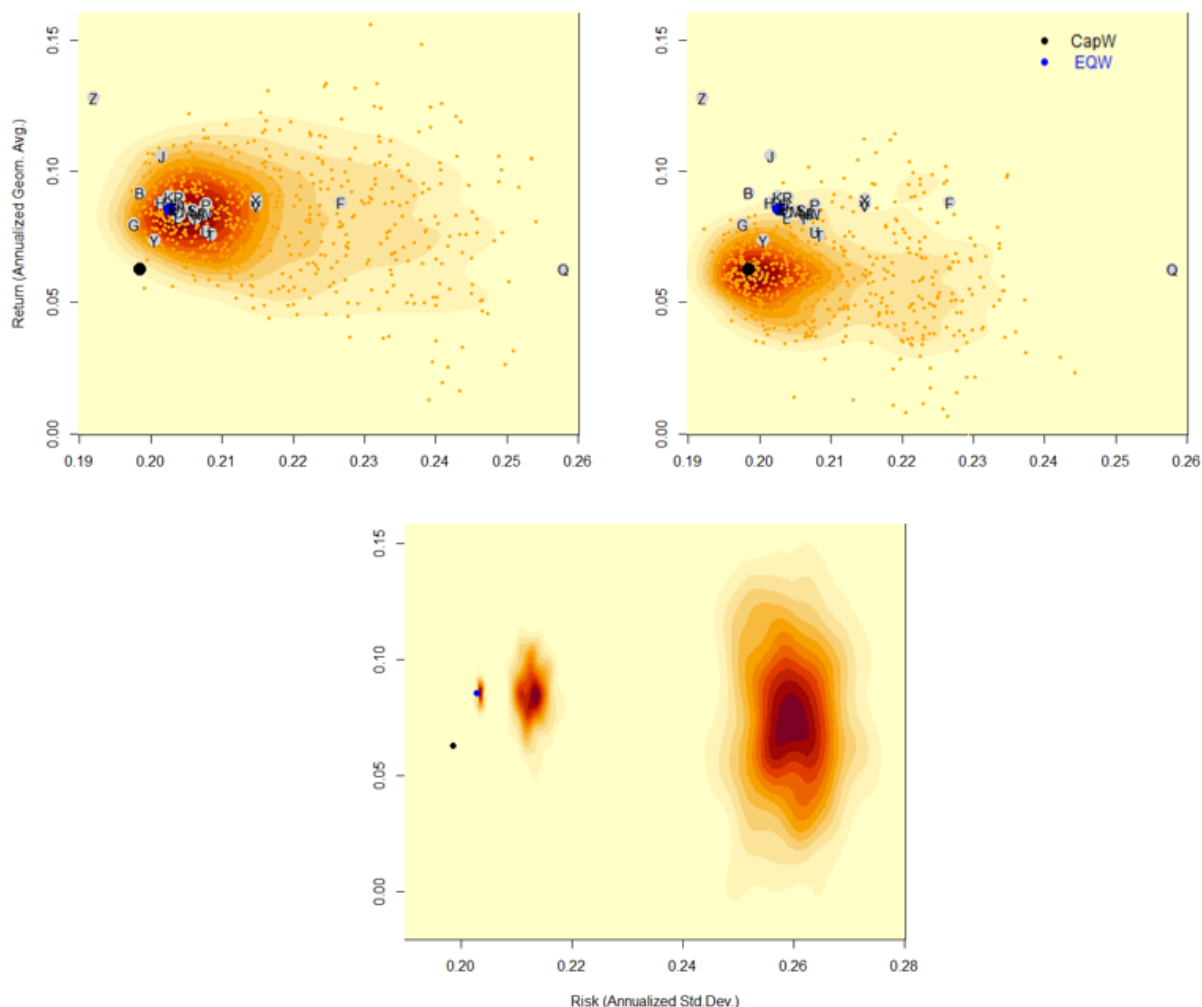 Return (Annualized Geom. Avg.)
0.15
0.10
0.05
0.00
Z
J
B
H
K
R
P
X
F
G
U
T
Y
Q
0.19 0.20 0.21 0.22 0.23 0.24 0.25 0.26
CapW
EQW
0.15
0.10
0.05
0.00
Z
J
B
H
K
R
P
X
F
G
U
T
Y
Q
0.19 0.20 0.21 0.22 0.23 0.24 0.25 0.26
0.15
0.10
0.05
0.00
0.20 0.22 0.24 0.26 0.28
Risk (Annualized Std.Dev.)